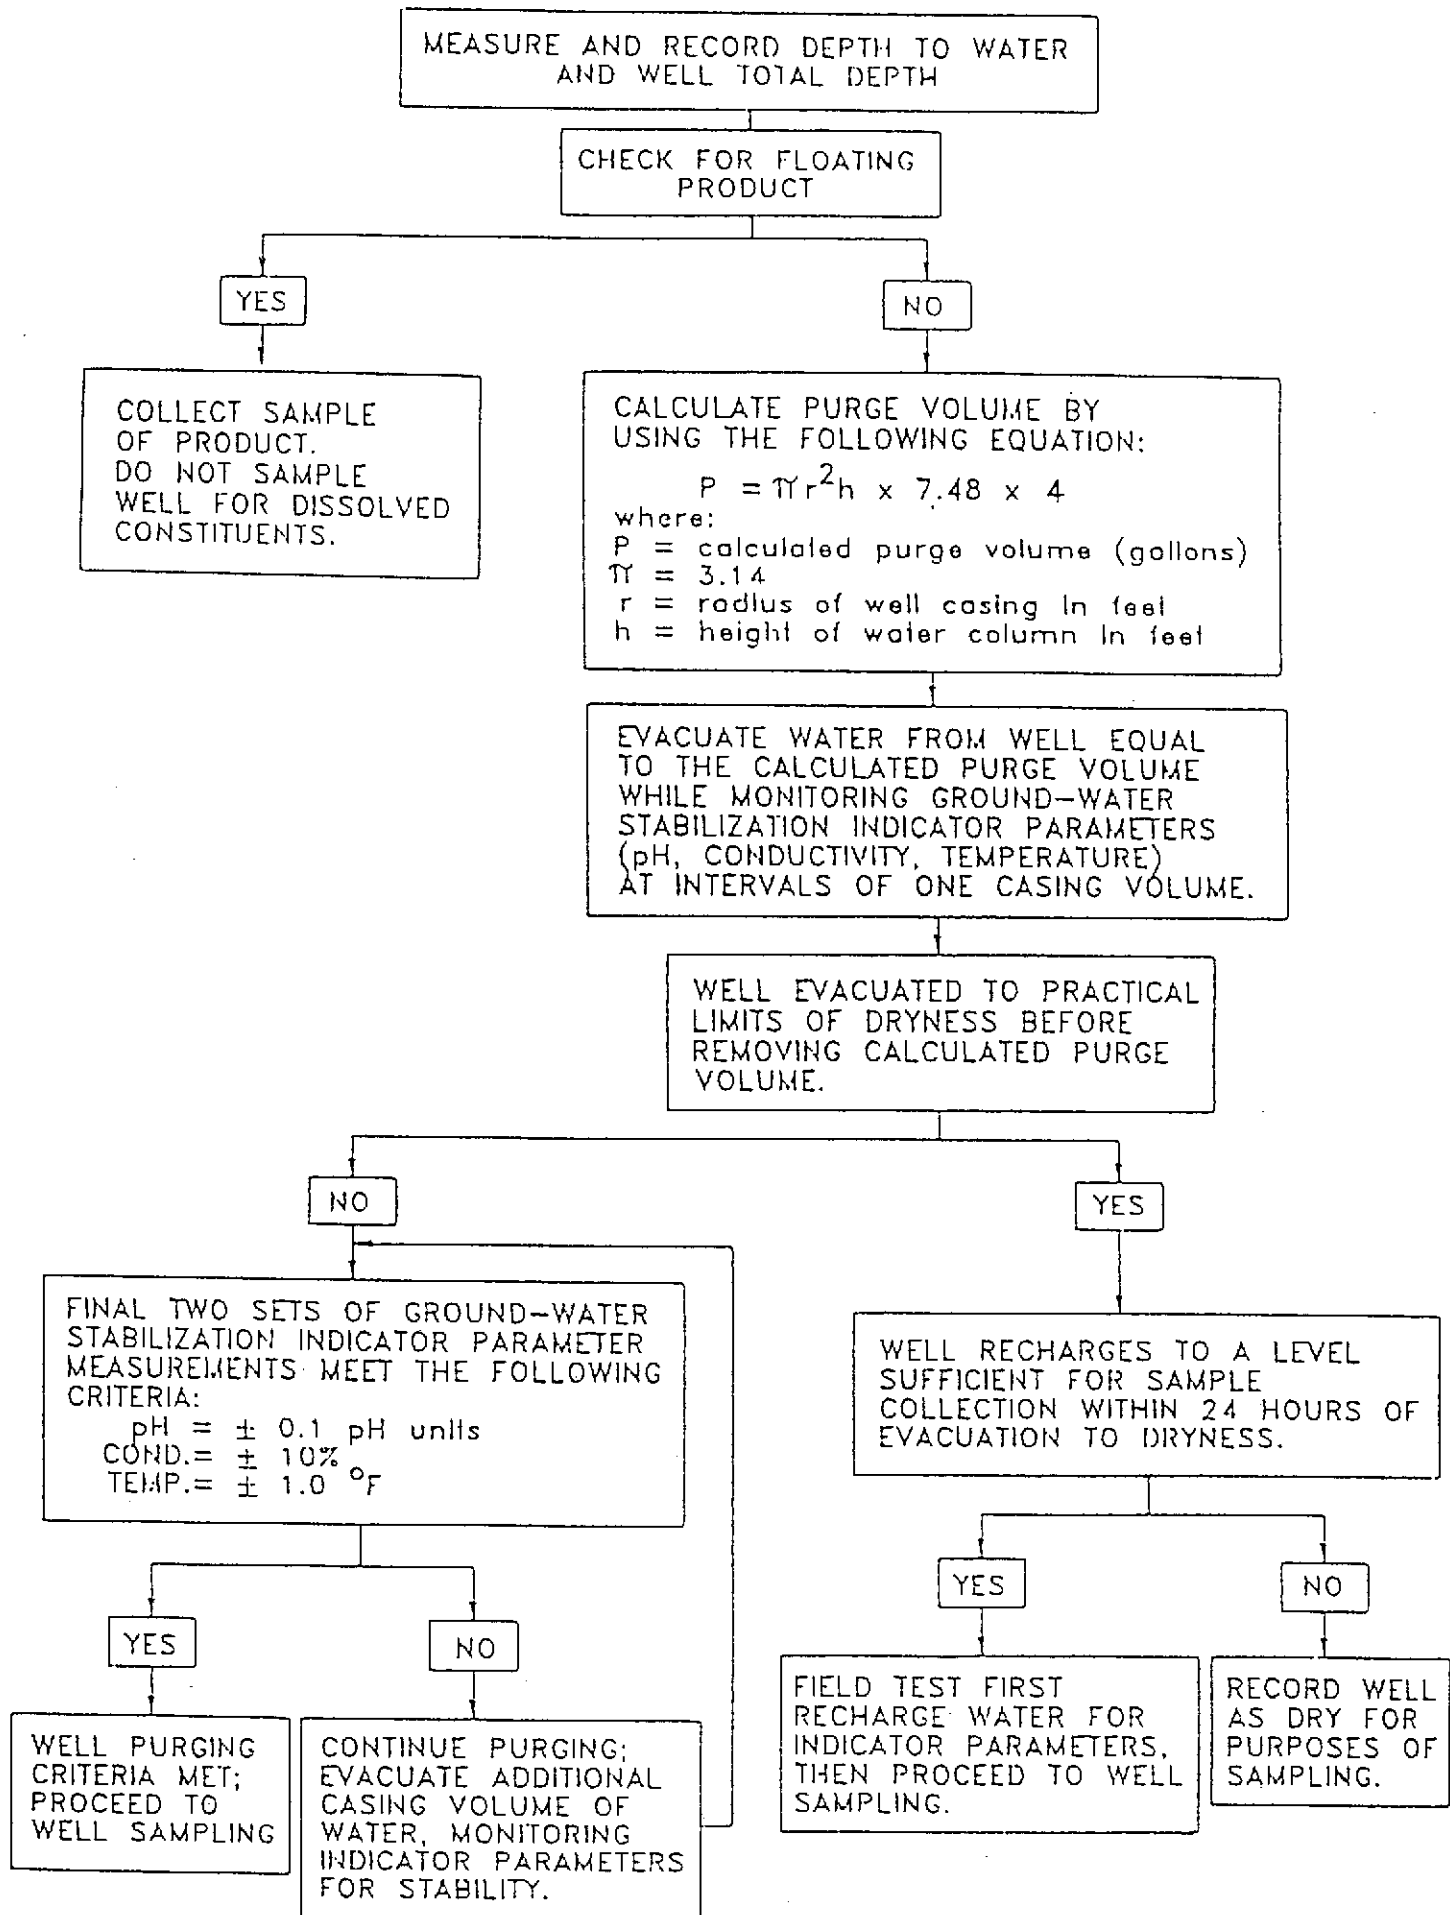 MEASURE AND RECORD DEPTH TO WATER
AND WELL TOTAL DEPTH
CHECK FOR FLOATING
PRODUCT
YES
NO
COLLECT SAMPLE
OF PRODUCT.
DO NOT SAMPLE
WELL FOR DISSOLVED
CONSTITUENTS.
CALCULATE PURGE VOLUME BY
USING THE FOLLOWING EQUATION:
P = πr²h x 7.48 x 4
where:
P = calculated purge volume (gallons)
π = 3.14
r = radius of well casing in feet
h = height of water column in feet
EVACUATE WATER FROM WELL EQUAL
TO THE CALCULATED PURGE VOLUME
WHILE MONITORING GROUND-WATER
STABILIZATION INDICATOR PARAMETERS
(pH, CONDUCTIVITY, TEMPERATURE)
AT INTERVALS OF ONE CASING VOLUME.
WELL EVACUATED TO PRACTICAL
LIMITS OF DRYNESS BEFORE
REMOVING CALCULATED PURGE
VOLUME.
NO
YES
FINAL TWO SETS OF GROUND-WATER
STABILIZATION INDICATOR PARAMETER
MEASUREMENTS MEET THE FOLLOWING
CRITERIA:
pH = ± 0.1 pH units
COND.= ± 10%
TEMP.= ± 1.0 °F
WELL RECHARGES TO A LEVEL
SUFFICIENT FOR SAMPLE
COLLECTION WITHIN 24 HOURS OF
EVACUATION TO DRYNESS.
YES
NO
YES
NO
WELL PURGING
CRITERIA MET;
PROCEED TO
WELL SAMPLING
CONTINUE PURGING;
EVACUATE ADDITIONAL
CASING VOLUME OF
WATER, MONITORING
INDICATOR PARAMETERS
FOR STABILITY.
FIELD TEST FIRST
RECHARGE WATER FOR
INDICATOR PARAMETERS,
THEN PROCEED TO WELL
SAMPLING.
RECORD WELL
AS DRY FOR
PURPOSES OF
SAMPLING.